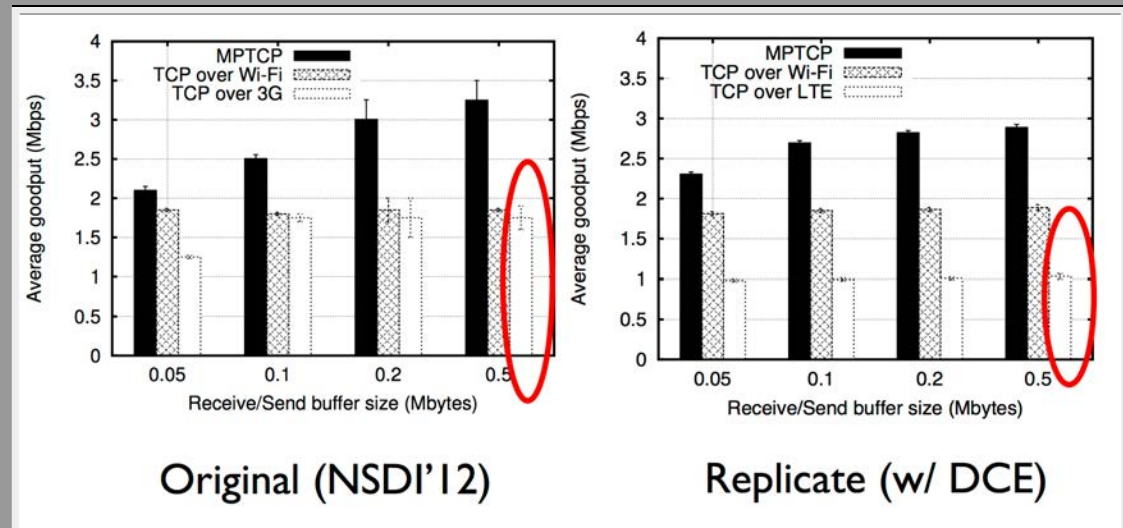 4
3.5
3
2.5
2
1.5
1
0.5
0
Average goodput (Mbps)
MPTCP
TCP over Wi-Fi
TCP over 3G
0.05 0.1 0.2 0.5
Receive/Send buffer size (Mbytes)
Original (NSDI'12)
4
3.5
3
2.5
2
1.5
1
0.5
0
Average goodput (Mbps)
MPTCP
TCP over Wi-Fi
TCP over LTE
0.05 0.1 0.2 0.5
Receive/Send buffer size (Mbytes)
Replicate (w/ DCE)